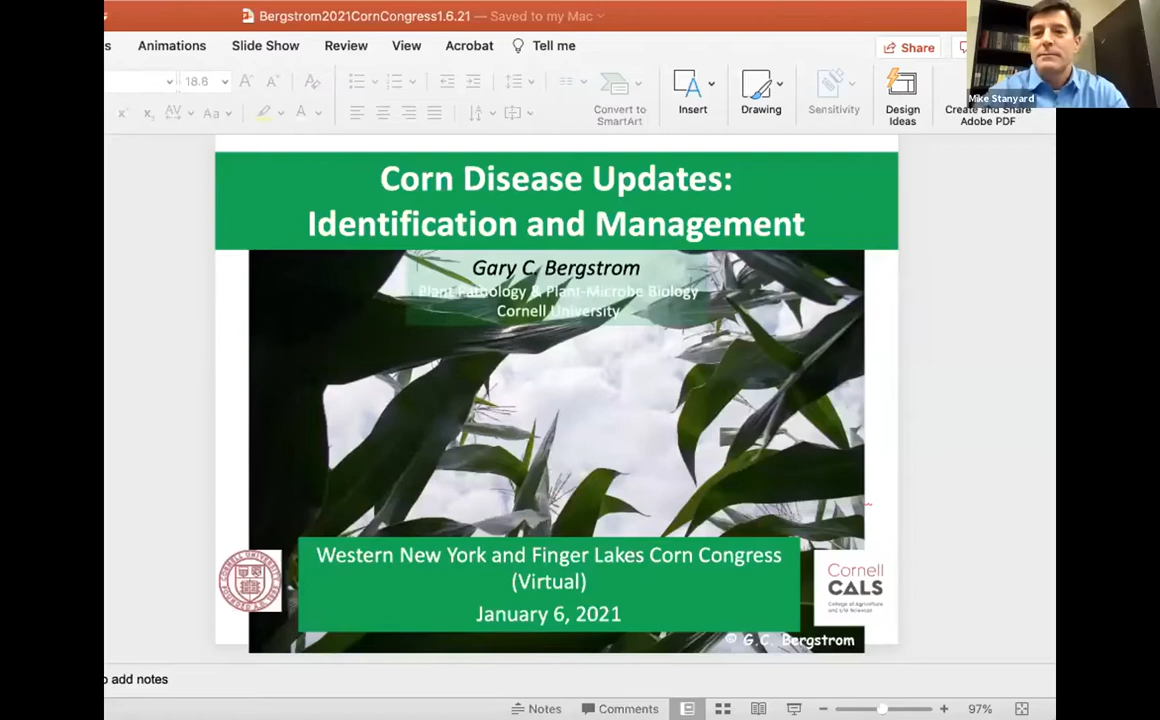 Bergstrom2021CornCongress1.6.21 — Saved to my Mac
s Animations Slide Show Review View Acrobat Tell me
Share
18.6
Aa
Convert to
SmartArt
Insert
Drawing
Sensitivity
Design
Ideas
Create and Share
Adobe PDF
Mike Stanyard
Corn Disease Updates:
Identification and Management
Gary C. Bergstrom
Plant Pathology & Plant-Microbe Biology
Cornell University
Western New York and Finger Lakes Corn Congress
(Virtual)
January 6, 2021
Cornell
CALS
College of Agriculture
and Life Sciences
© G.C. Bergstrom
o add notes
Notes Comments 97%